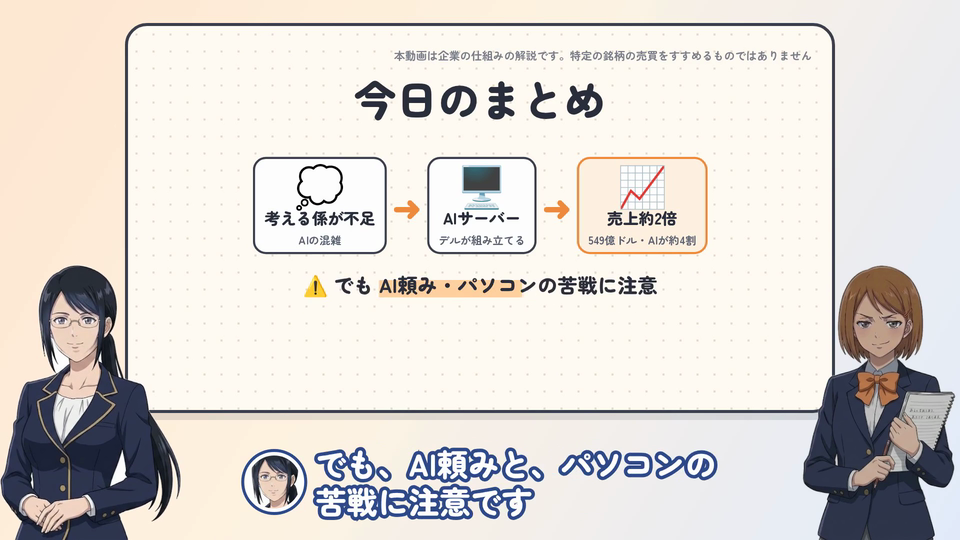 本動画は企業の仕組みの解説です。特定の銘柄の売買をすすめるものではありません
今日のまとめ
考える係が不足
AIの混雑
AIサーバー
デルが組み立てる
売上約2倍
549億ドル・AIが約4割
⚠️ でも AI頼み・パソコンの苦戦に注意
でも、AI頼みと、パソコンの
苦戦に注意です